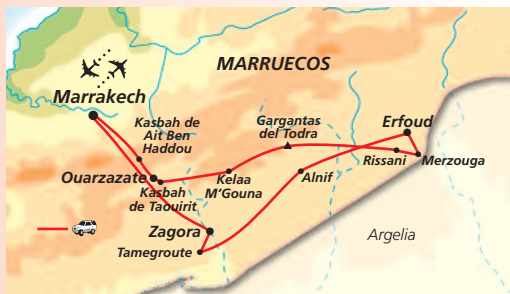 MARRUECOS
Marrakech
Kasbah de
Ait Ben
Haddou
Gargantas
del Todra
Erfoud
Rissani
Merzouga
Ouarzazate
Kasbah
de Taouirit
Kelaa
M'Gouna
Alnif
Zagora
Tamegroute
Argelia